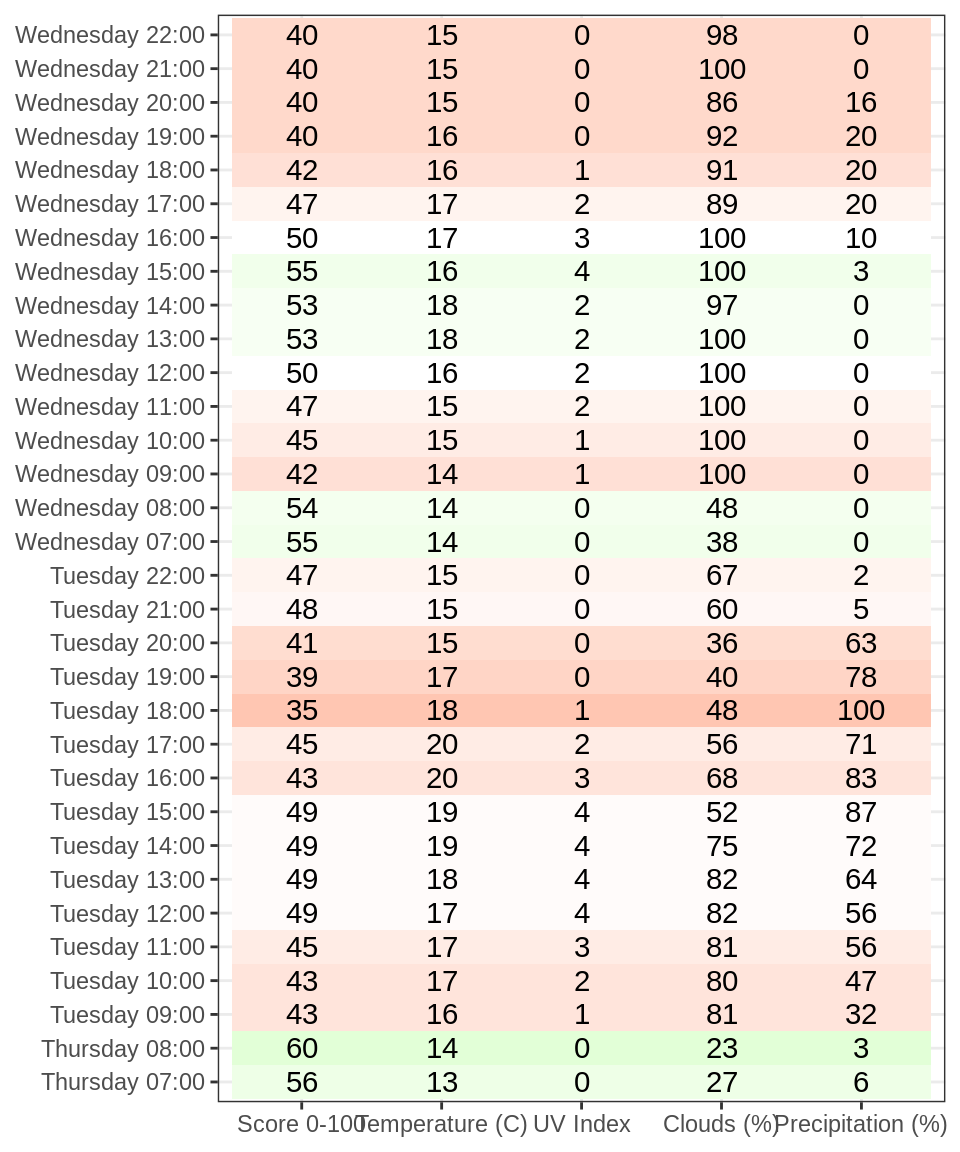 Wednesday 22:00 40 15 0 98 0
Wednesday 21:00 40 15 0 100 0
Wednesday 20:00 40 15 0 86 16
Wednesday 19:00 40 16 0 92 20
Wednesday 18:00 42 16 1 91 20
Wednesday 17:00 47 17 2 89 20
Wednesday 16:00 50 17 3 100 10
Wednesday 15:00 55 16 4 100 3
Wednesday 14:00 53 18 2 97 0
Wednesday 13:00 53 18 2 100 0
Wednesday 12:00 50 16 2 100 0
Wednesday 11:00 47 15 2 100 0
Wednesday 10:00 45 15 1 100 0
Wednesday 09:00 42 14 1 100 0
Wednesday 08:00 54 14 0 48 0
Wednesday 07:00 55 14 0 38 0
Tuesday 22:00 47 15 0 67 2
Tuesday 21:00 48 15 0 60 5
Tuesday 20:00 41 15 0 36 63
Tuesday 19:00 39 17 0 40 78
Tuesday 18:00 35 18 1 48 100
Tuesday 17:00 45 20 2 56 71
Tuesday 16:00 43 20 3 68 83
Tuesday 15:00 49 19 4 52 87
Tuesday 14:00 49 19 4 75 72
Tuesday 13:00 49 18 4 82 64
Tuesday 12:00 49 17 4 82 56
Tuesday 11:00 45 17 3 81 56
Tuesday 10:00 43 17 2 80 47
Tuesday 09:00 43 16 1 81 32
Thursday 08:00 60 14 0 23 3
Thursday 07:00 56 13 0 27 6
Score 0-100 Temperature (C) UV Index Clouds (%) Precipitation (%)